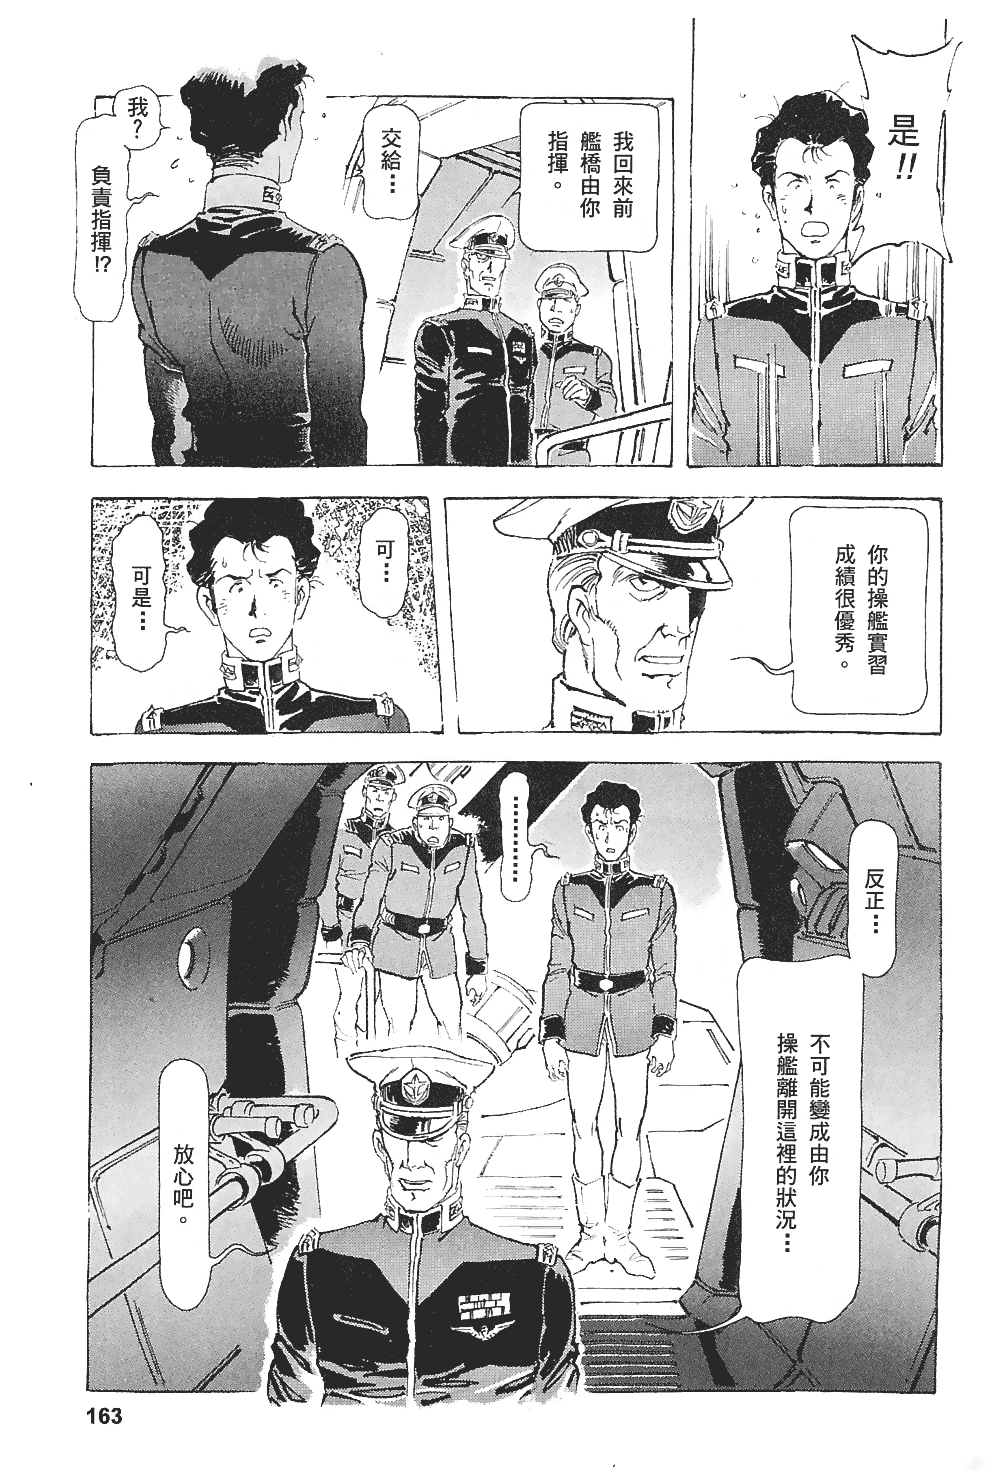 是!!
我回來前
艦橋由你
指揮。
交給…
我?
負責指揮!?
你的操艦實習
成績很優秀。
可…
可是…
反正…
不可能變成由你
操艦離開這裡的狀況…
…………
放心吧。
163